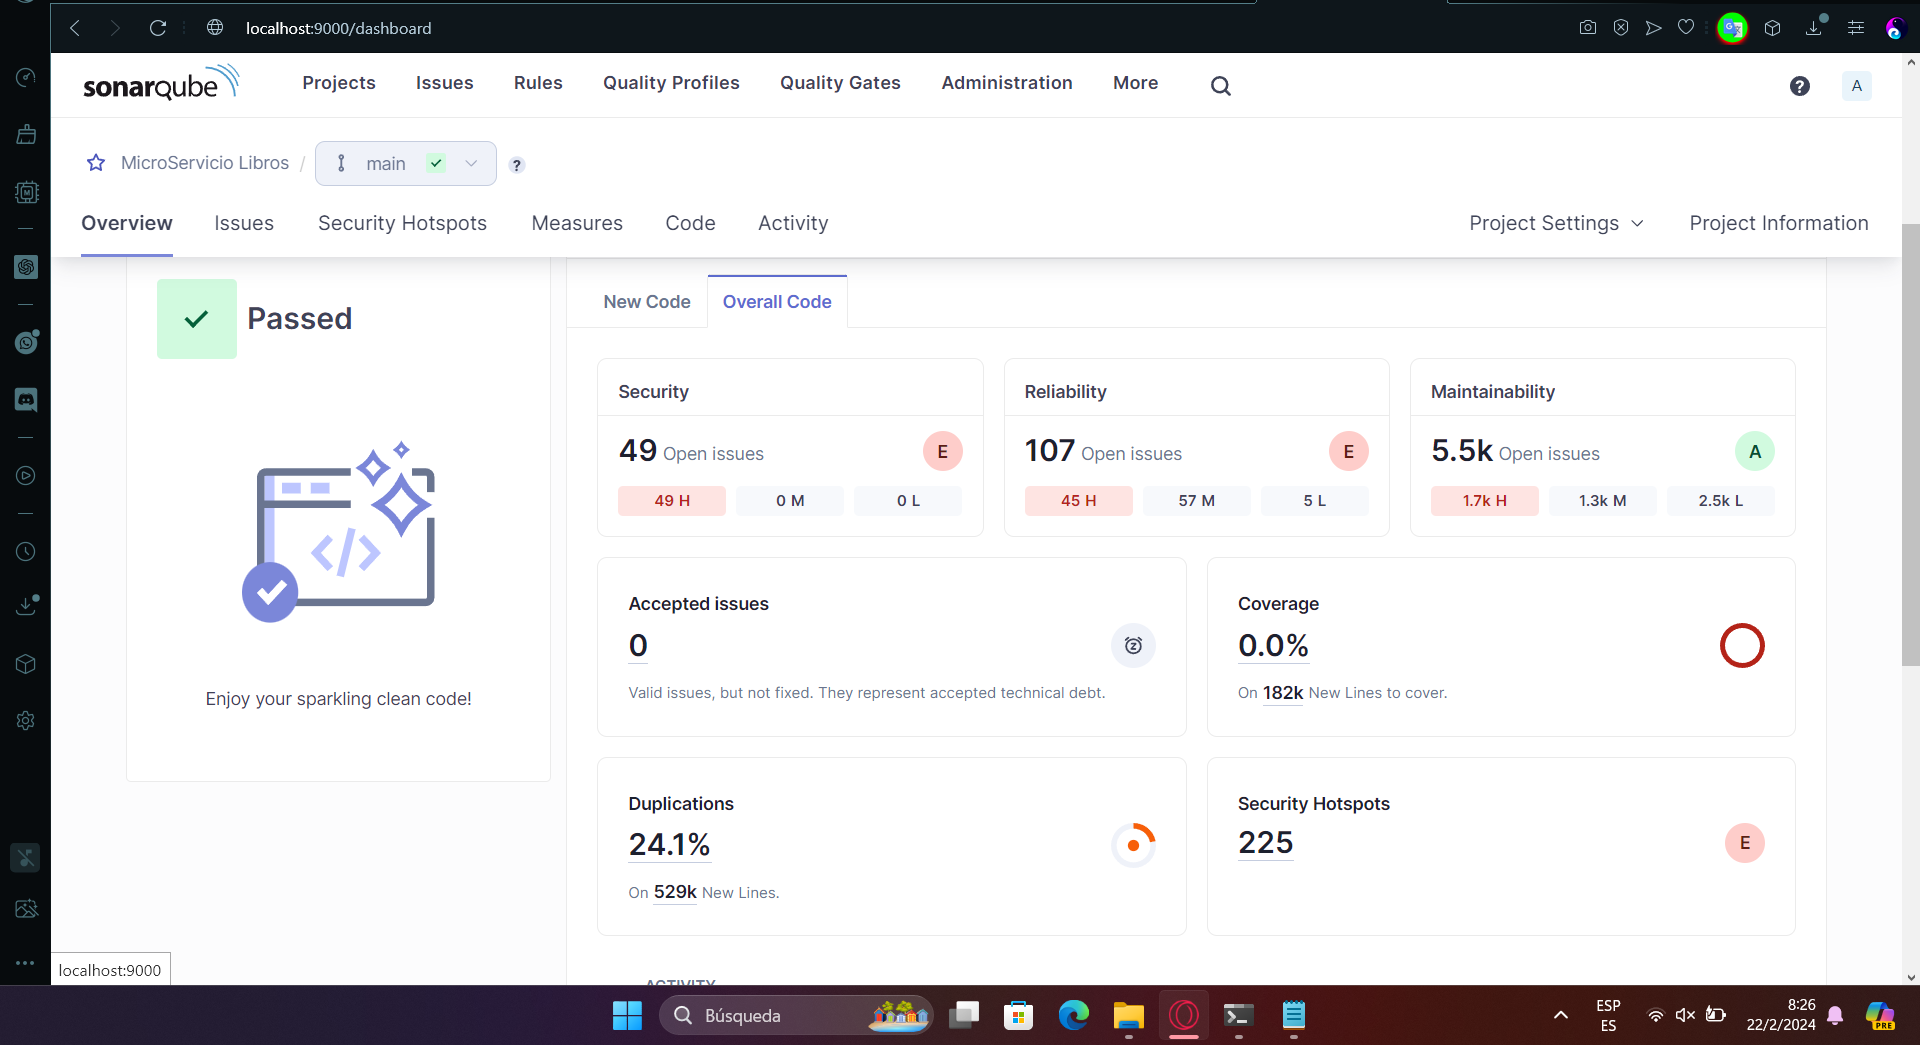 localhost:9000/dashboard
sonarqube
Projects
Issues
Rules
Quality Profiles
Quality Gates
Administration
More
?
A
MicroServicio Libros /
main
?
Overview
Issues
Security Hotspots
Measures
Code
Activity
Project Settings
Project Information
Passed
Enjoy your sparkling clean code!
New Code
Overall Code
Security
49 Open issues
E
49 H
0 M
0 L
Reliability
107 Open issues
E
45 H
57 M
5 L
Maintainability
5.5k Open issues
A
1.7k H
1.3k M
2.5k L
Accepted issues
0
Valid issues, but not fixed. They represent accepted technical debt.
Coverage
0.0%
On 182k New Lines to cover.
Duplications
24.1%
On 529k New Lines.
Security Hotspots
225
E
ACTIVITY
localhost:9000
Búsqueda
ESP
ES
8:26
22/2/2024
PRE